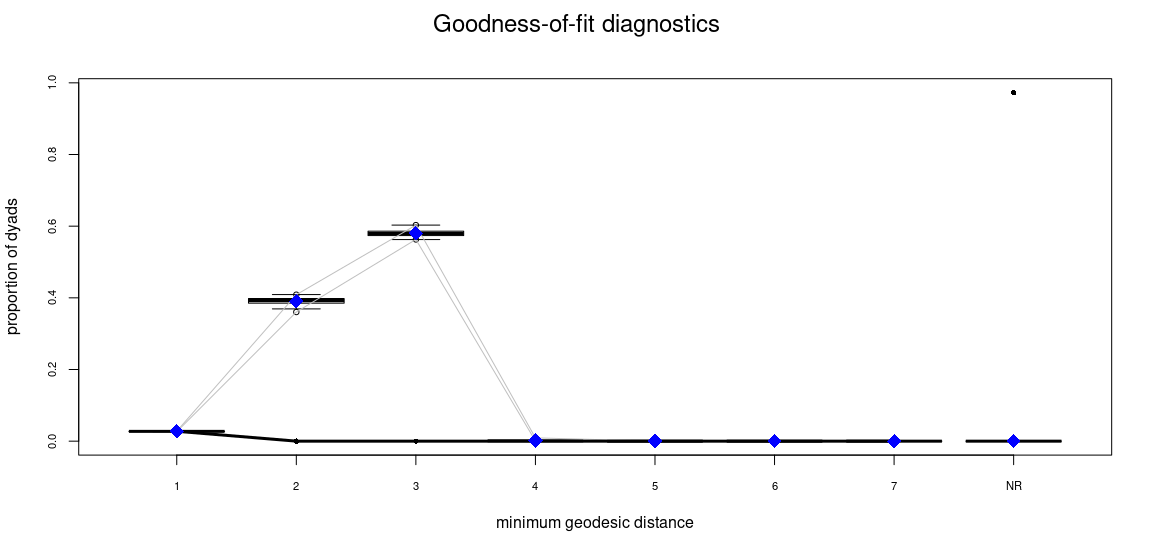 Goodness-of-fit diagnostics
1.0
0.8
0.6
0.4
0.2
0.0
proportion of dyads
1 2 3 4 5 6 7 NR
minimum geodesic distance